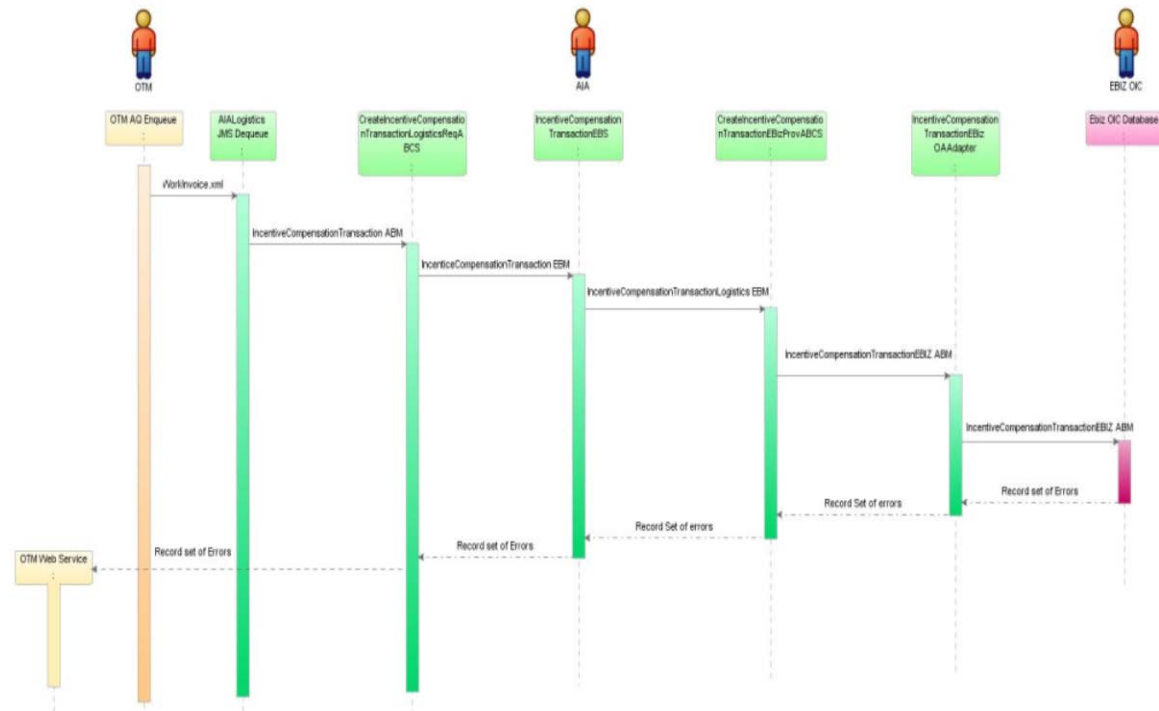 OTM
AIA
EBIZ OIC
OTM AQ Enqueue
:
AIALogistics
JMS Dequeue
:
CreateIncentiveCompensatio
nTransactionLogisticsReqA
BCS
:
IncentiveCompensation
TransactionEBS
:
CreateIncentiveCompensatio
nTransactionEBizProvABCS
:
IncentiveCompensation
TransactionEBiz
OAAdapter
:
Ebiz OIC Database
:
WorkInvoice.xml
IncentiveCompensationTransaction ABM
IncenticeCompensationTransaction EBM
IncentiveCompensationTransactionLogistics EBM
IncentiveCompensationTransactionEBIZ ABM
IncentiveCompensationTransactionEBIZ ABM
Record set of Errors
Record Set of errors
Record Set of errors
Record set of Errors
Record set of Errors
OTM Web Service
: